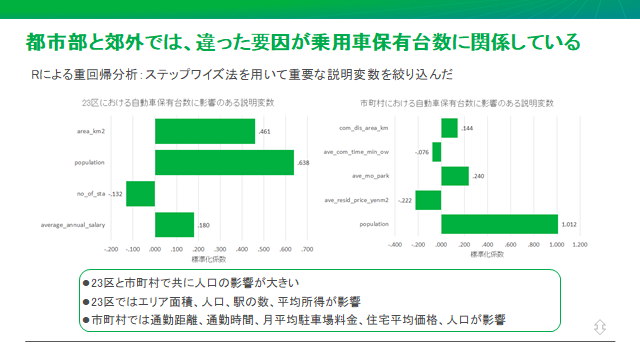 都市部と郊外では、違った要因が乗用車保有台数に関係している
Rによる重回帰分析：ステップワイズ法を用いて重要な説明変数を絞り込んだ
23区における自動車保有台数に影響のある説明変数
area_km2
.461
population
.638
no_of_sta
-.132
average_annual_salary
.180
-.200 -.100 .000 .100 .200 .300 .400 .500 .600 .700
標準化係数
市町村における自動車保有台数に影響のある説明変数
com_dis_area_km
.144
ave_com_time_min_ow
-.076
ave_mo_park
.240
ave_resid_price_yenm2
-.222
population
1.012
-.400 -.200 .000 .200 .400 .600 .800 1.000 1.200
標準化係数
●23区と市町村で共に人口の影響が大きい
●23区ではエリア面積、人口、駅の数、平均所得が影響
●市町村では通勤距離、通勤時間、月平均駐車場料金、住宅平均価格、人口が影響